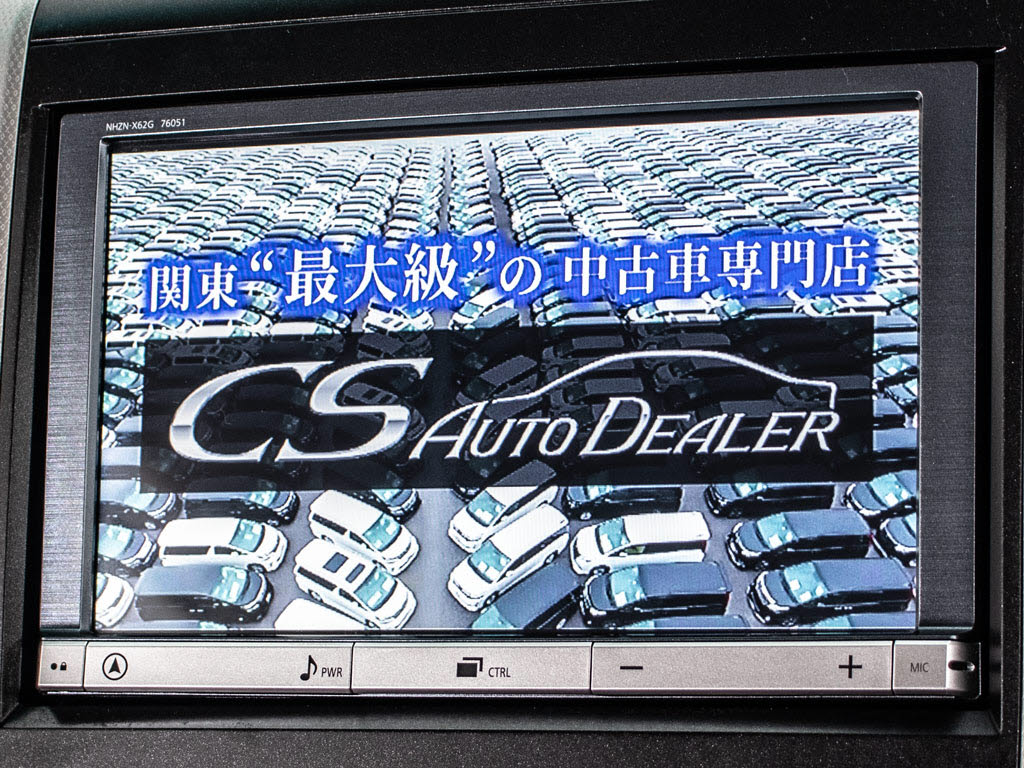 NHZN-X62G 76051
関東“最大級”の 中古車専門店
CS AUTO DEALER
PWR CTRL − + MIC